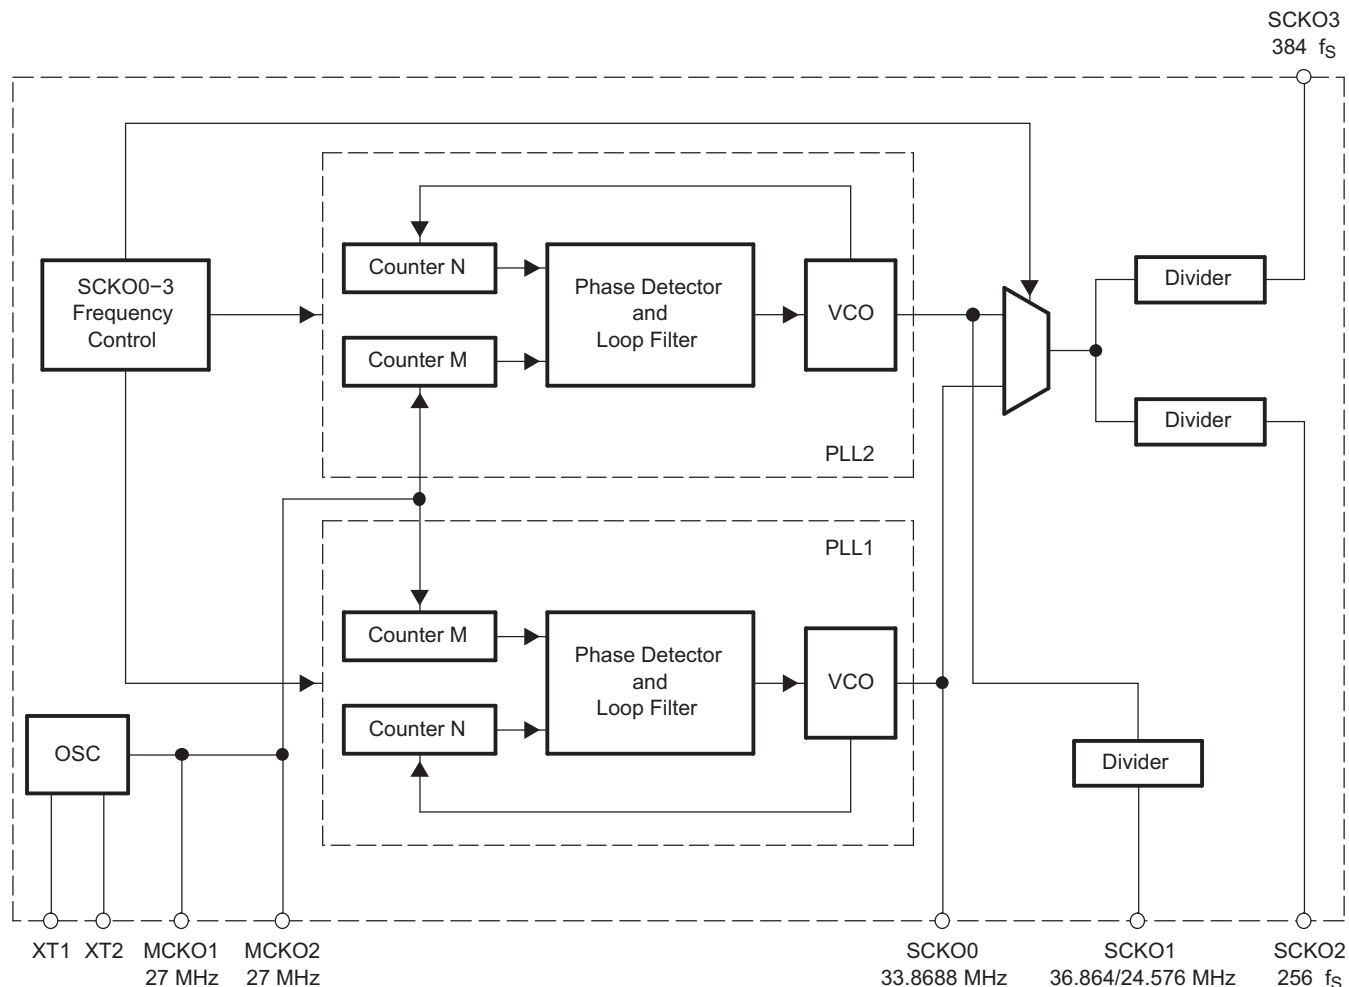 SCKO3
384 fS
SCKO0−3
Frequency
Control
Counter N
Counter M
Phase Detector
and
Loop Filter
VCO
PLL2
Divider
Divider
PLL1
Counter M
Counter N
Phase Detector
and
Loop Filter
VCO
OSC
Divider
XT1
XT2
MCKO1
27 MHz
MCKO2
27 MHz
SCKO0
33.8688 MHz
SCKO1
36.864/24.576 MHz
SCKO2
256 fS